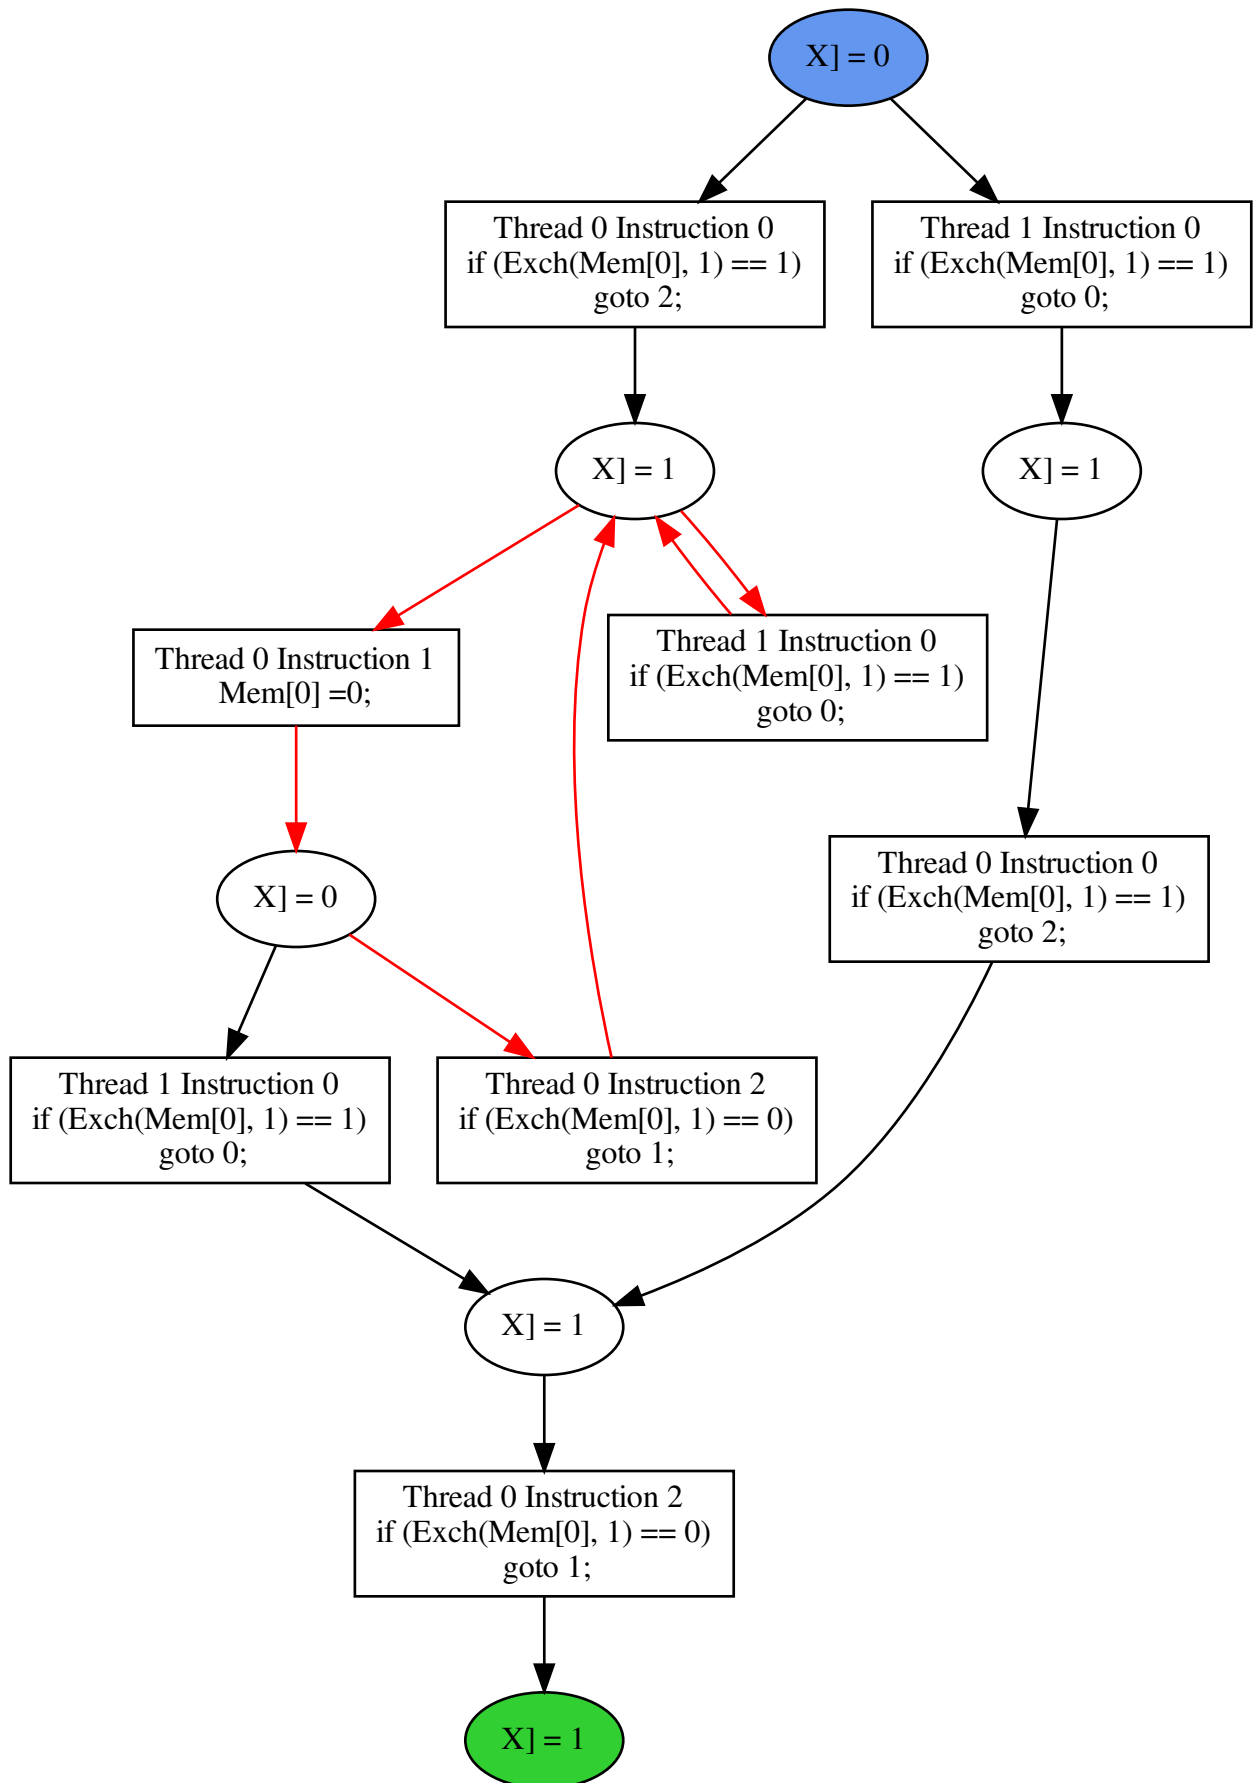 X] = 0
Thread 0 Instruction 0
if (Exch(Mem[0], 1) == 1)
goto 2;
Thread 1 Instruction 0
if (Exch(Mem[0], 1) == 1)
goto 0;
X] = 1
X] = 1
Thread 0 Instruction 1
Mem[0] =0;
Thread 1 Instruction 0
if (Exch(Mem[0], 1) == 1)
goto 0;
X] = 0
Thread 0 Instruction 0
if (Exch(Mem[0], 1) == 1)
goto 2;
Thread 1 Instruction 0
if (Exch(Mem[0], 1) == 1)
goto 0;
Thread 0 Instruction 2
if (Exch(Mem[0], 1) == 0)
goto 1;
X] = 1
Thread 0 Instruction 2
if (Exch(Mem[0], 1) == 0)
goto 1;
X] = 1